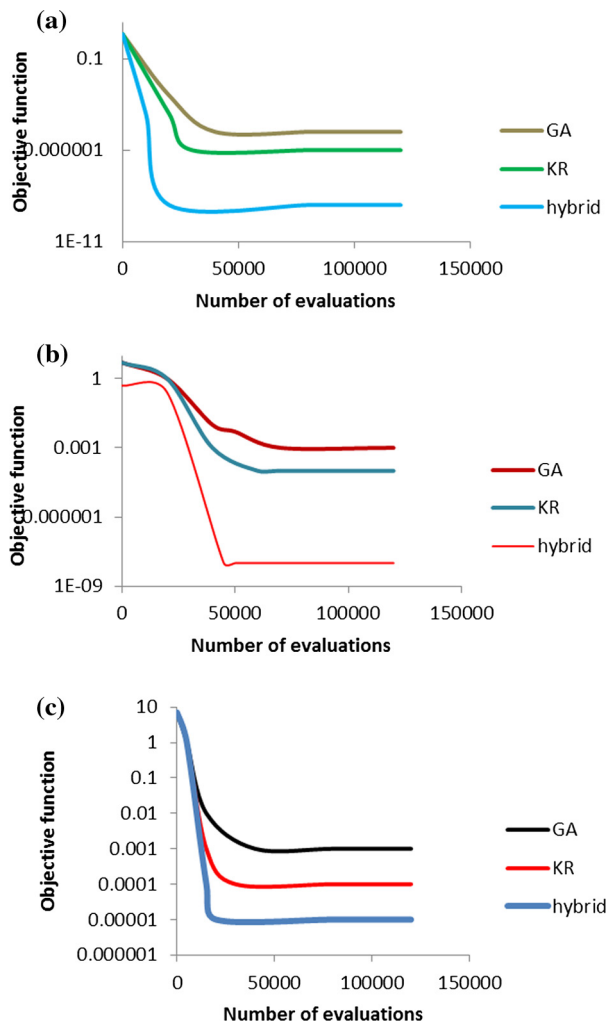 (a)
Objective function
0.1
0.000001
1E-11
0
50000
100000
150000
Number of evaluations
GA
KR
hybrid
(b)
Objective function
1
0.001
0.000001
1E-09
0
50000
100000
150000
Number of evaluations
GA
KR
hybrid
(c)
Objective function
10
1
0.1
0.01
0.001
0.0001
0.00001
0.000001
0
50000
100000
150000
Number of evaluations
GA
KR
hybrid